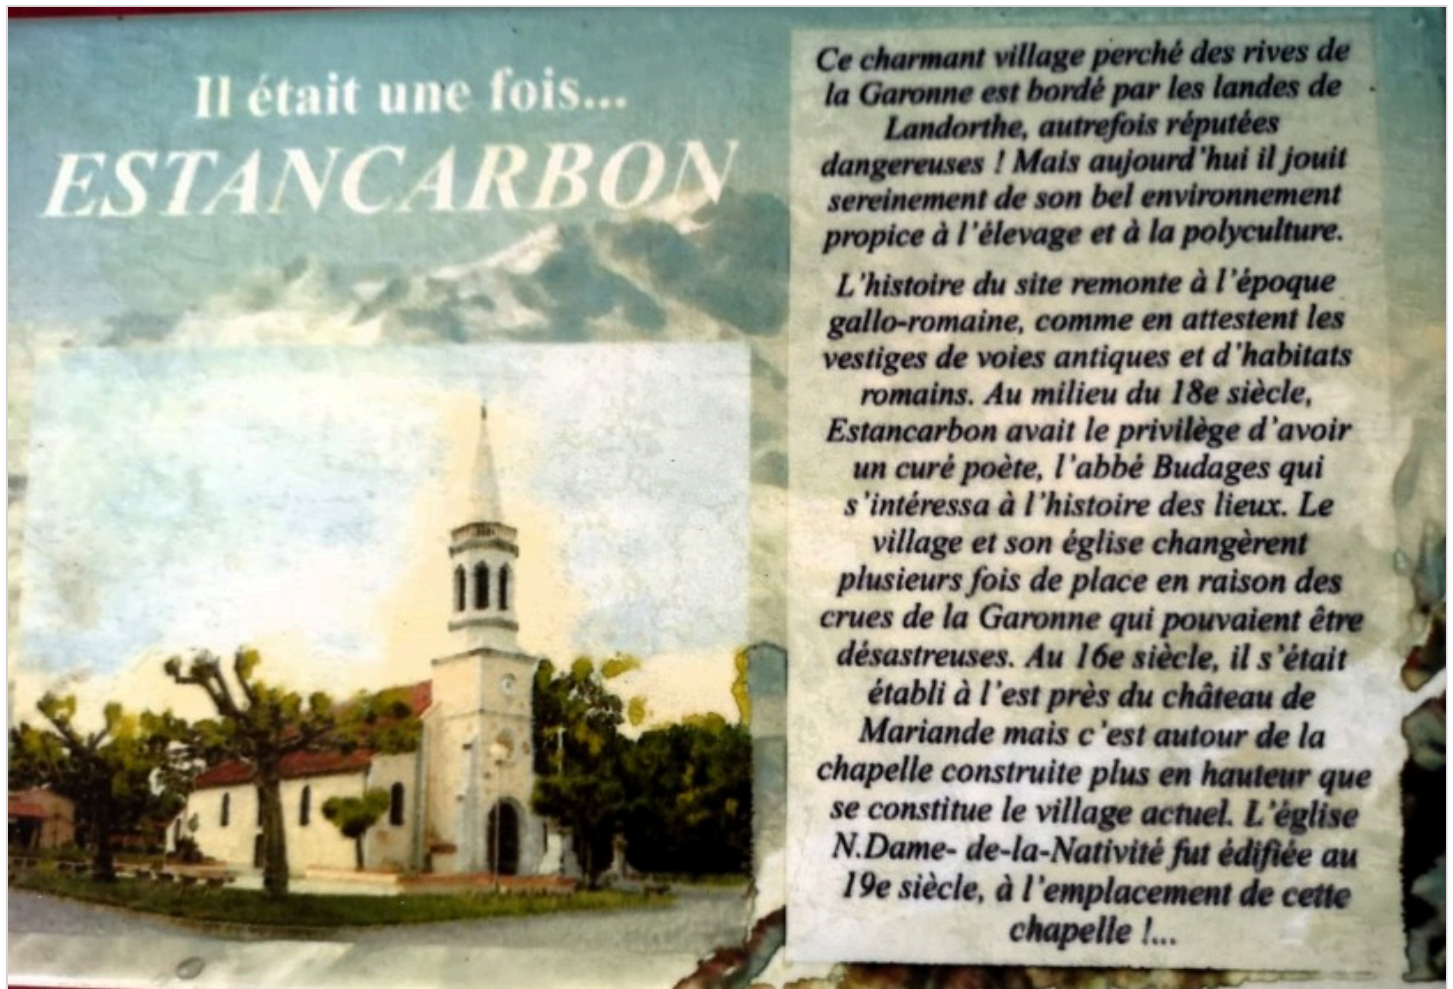 Il était une fois...
ESTANCARBON
Ce charmant village perché des rives de
la Garonne est bordé par les landes de
Landorthe, autrefois réputées
dangereuses ! Mais aujourd'hui il jouit
sereinement de son bel environnement
propice à l'élevage et à la polyculture.
L'histoire du site remonte à l'époque
gallo-romaine, comme en attestent les
vestiges de voies antiques et d'habitats
romains. Au milieu du 18e siècle,
Estancarbon avait le privilège d'avoir
un curé poète, l'abbé Budages qui
s'intéressa à l'histoire des lieux. Le
village et son église changèrent
plusieurs fois de place en raison des
crues de la Garonne qui pouvaient être
désastreuses. Au 16e siècle, il s'était
établi à l'est près du château de
Mariande mais c'est autour de la
chapelle construite plus en hauteur que
se constitue le village actuel. L'église
N.Dame- de-la-Nativité fut édifiée au
19e siècle, à l'emplacement de cette
chapelle !...